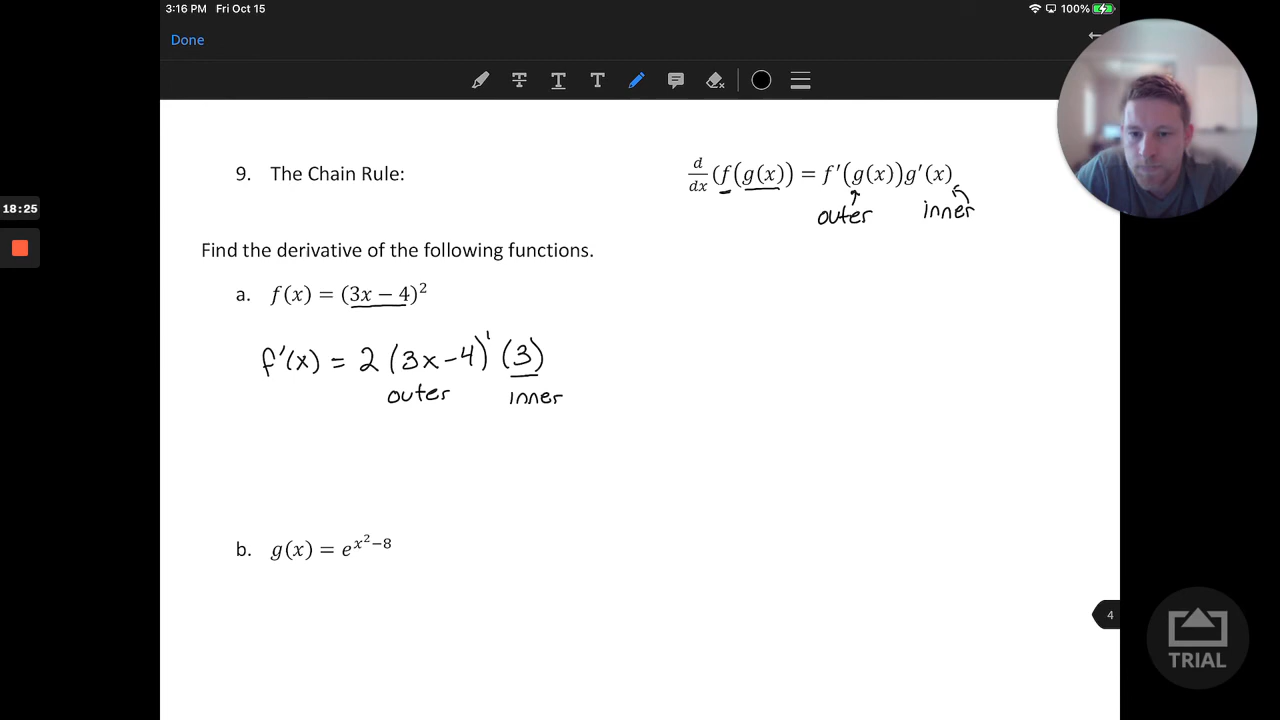 3:16 PM Fri Oct 15 100%
Done
18:25
9. The Chain Rule: d/dx (f(g(x)) = f′(g(x))g′(x)
outer inner
Find the derivative of the following functions.
a. f(x) = (3x − 4)²
f'(x) = 2 (3x-4)¹ (3)
outer inner
b. g(x) = e^(x²−8)
4
TRIAL